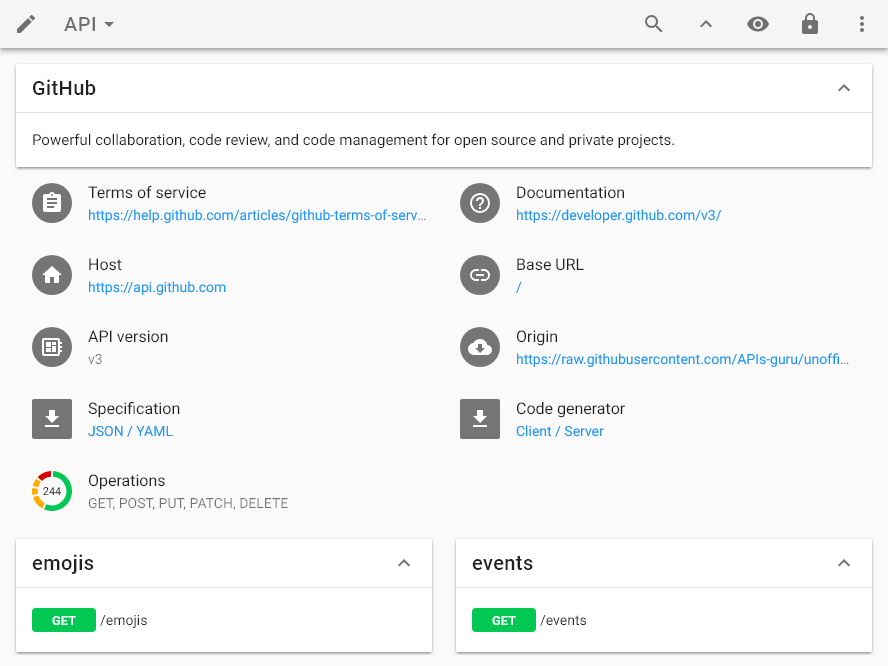 API
GitHub
Powerful collaboration, code review, and code management for open source and private projects.
Terms of service
https://help.github.com/articles/github-terms-of-serv...
Documentation
https://developer.github.com/v3/
Host
https://api.github.com
Base URL
/
API version
v3
Origin
https://raw.githubusercontent.com/APIs-guru/unoffi...
Specification
JSON / YAML
Code generator
Client / Server
244
Operations
GET, POST, PUT, PATCH, DELETE
emojis
GET /emojis
events
GET /events